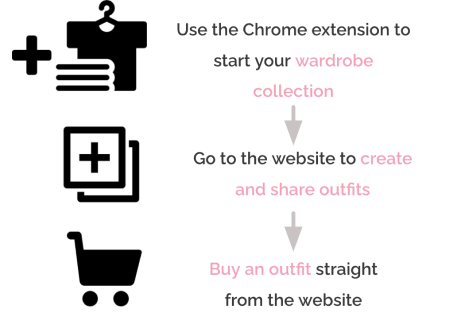 Use the Chrome extension to
start your wardrobe
collection
Go to the website to create
and share outfits
Buy an outfit straight
from the website